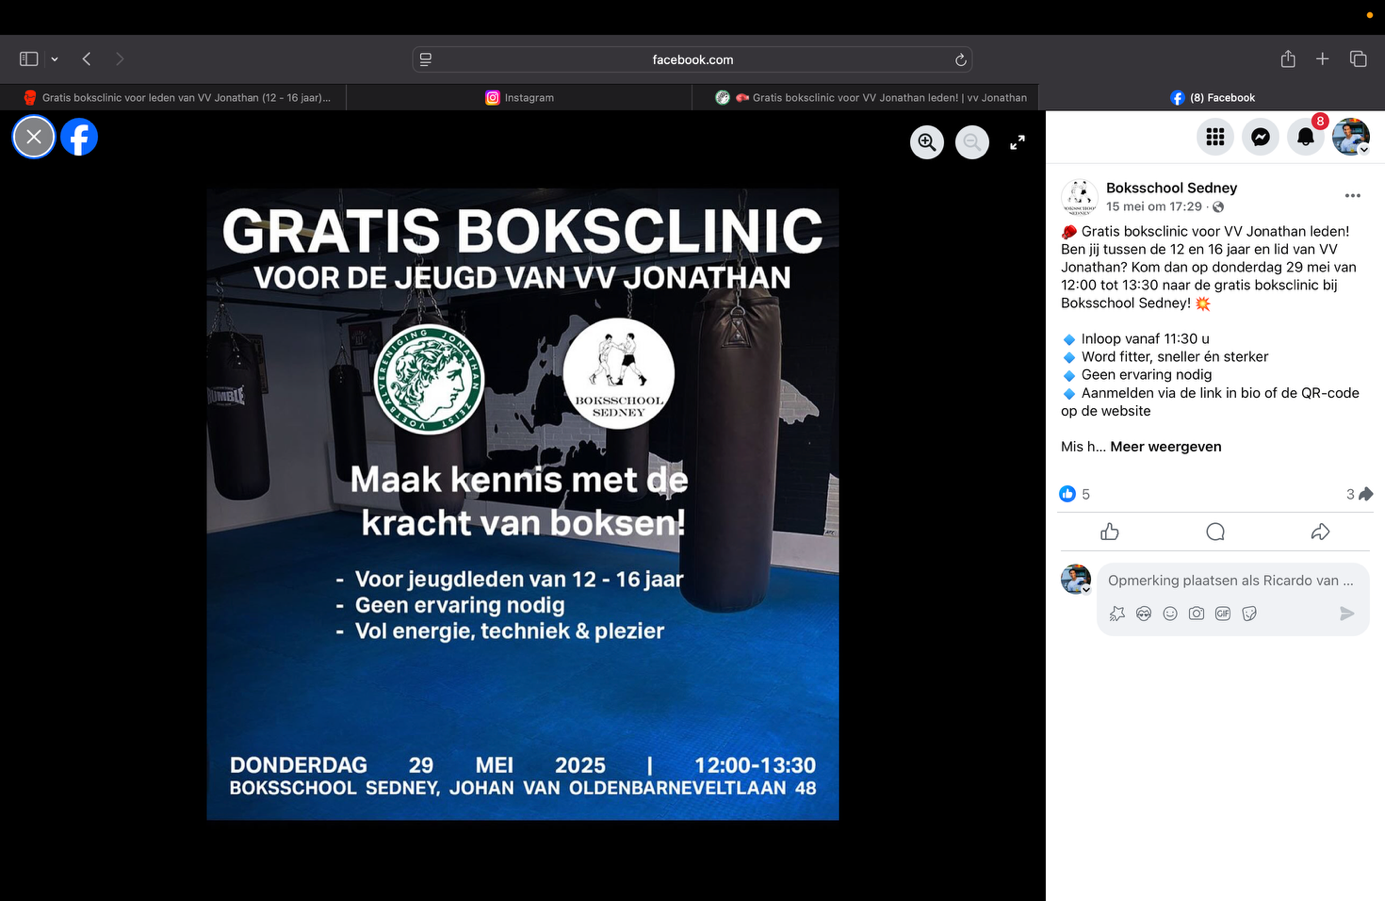 facebook.com
Gratis boksclinic voor leden van VV Jonathan (12 - 16 jaar)...
Instagram
🥊 Gratis boksclinic voor VV Jonathan leden! | vv Jonathan
(8) Facebook
8
GRATIS BOKSCLINIC
VOOR DE JEUGD VAN VV JONATHAN
RUMBLE
VOETBALVERENIGING JONATHAN ZEIST
BOKSSCHOOL
SEDNEY
Maak kennis met de
kracht van boksen!
- Voor jeugdleden van 12 - 16 jaar
- Geen ervaring nodig
- Vol energie, techniek & plezier
DONDERDAG 29 MEI 2025 | 12:00-13:30
BOKSSCHOOL SEDNEY, JOHAN VAN OLDENBARNEVELTLAAN 48
BOKSSCHOOL
SEDNEY
Boksschool Sedney
15 mei om 17:29 ·
🥊 Gratis boksclinic voor VV Jonathan leden!
Ben jij tussen de 12 en 16 jaar en lid van VV
Jonathan? Kom dan op donderdag 29 mei van
12:00 tot 13:30 naar de gratis boksclinic bij
Boksschool Sedney! 💥
🔹 Inloop vanaf 11:30 u
🔹 Word fitter, sneller én sterker
🔹 Geen ervaring nodig
🔹 Aanmelden via de link in bio of de QR-code
op de website
Mis h... Meer weergeven
5
3
Opmerking plaatsen als Ricardo van ...
GIF